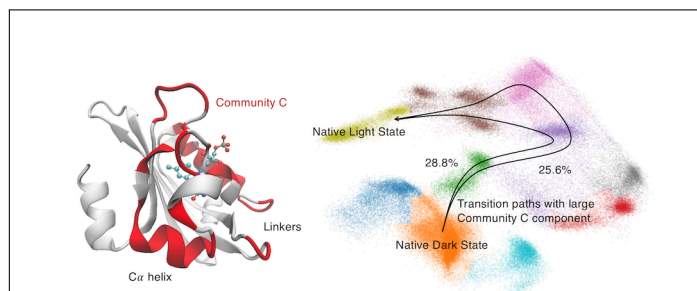 Community C
Linkers
Cα helix
Native Light State
28.8%
25.6%
Transition paths with large
Community C component
Native Dark State